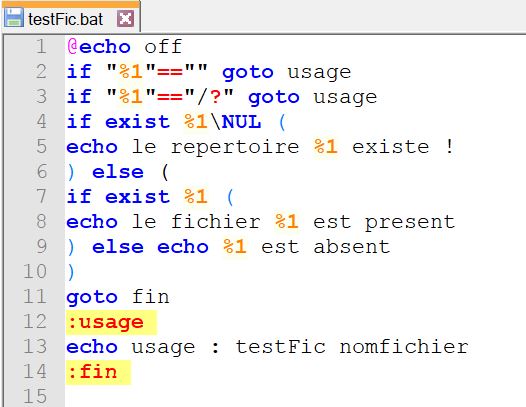 testFic.bat
1 @echo off
2 if "%1"=="" goto usage
3 if "%1"=="/?" goto usage
4 if exist %1\NUL (
5 echo le repertoire %1 existe !
6 ) else (
7 if exist %1 (
8 echo le fichier %1 est present
9 ) else echo %1 est absent
10 )
11 goto fin
12 :usage
13 echo usage : testFic nomfichier
14 :fin
15